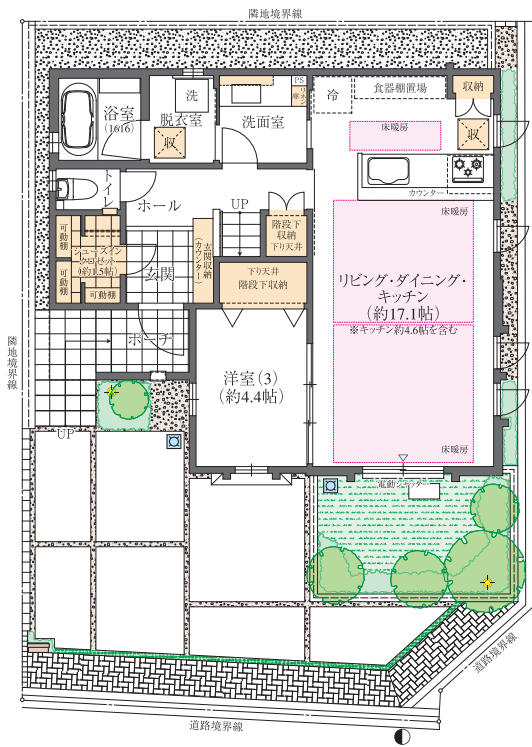 隣地境界線
浴室
(1616)
洗
脱衣室
収
洗面室
PS
リネン庫
冷
食器棚置場
収納
収
床暖房
カウンター
トイレ
ホール
UP
階段下
収納
下り天井
可動棚
シューズイン
クロゼット
(約1.5帖)
可動棚
可動棚
玄関
玄関収納
(カウンター)
下り天井
階段下収納
床暖房
リビング・ダイニング・
キッチン
(約17.1帖)
※キッチン約4.6帖を含む
隣地境界線
ポーチ
洋室(3)
(約4.4帖)
UP
床暖房
電動シャッター
道路境界線
道路境界線